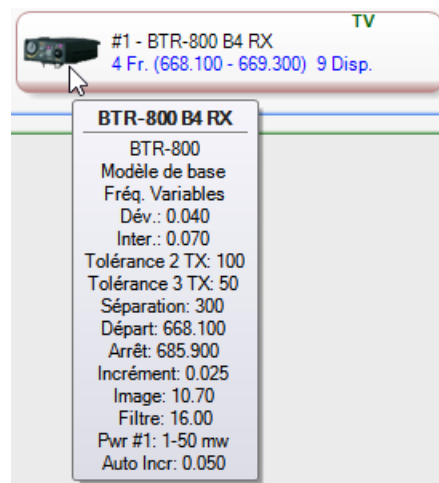 TV
#1 - BTR-800 B4 RX
4 Fr. (668.100 - 669.300) 9 Disp.
BTR-800 B4 RX
BTR-800
Modèle de base
Fréq. Variables
Dév.: 0.040
Inter.: 0.070
Tolérance 2 TX: 100
Tolérance 3 TX: 50
Séparation: 300
Départ: 668.100
Arrêt: 685.900
Incrément: 0.025
Image: 10.70
Filtre: 16.00
Pwr #1: 1-50 mw
Auto Incr: 0.050